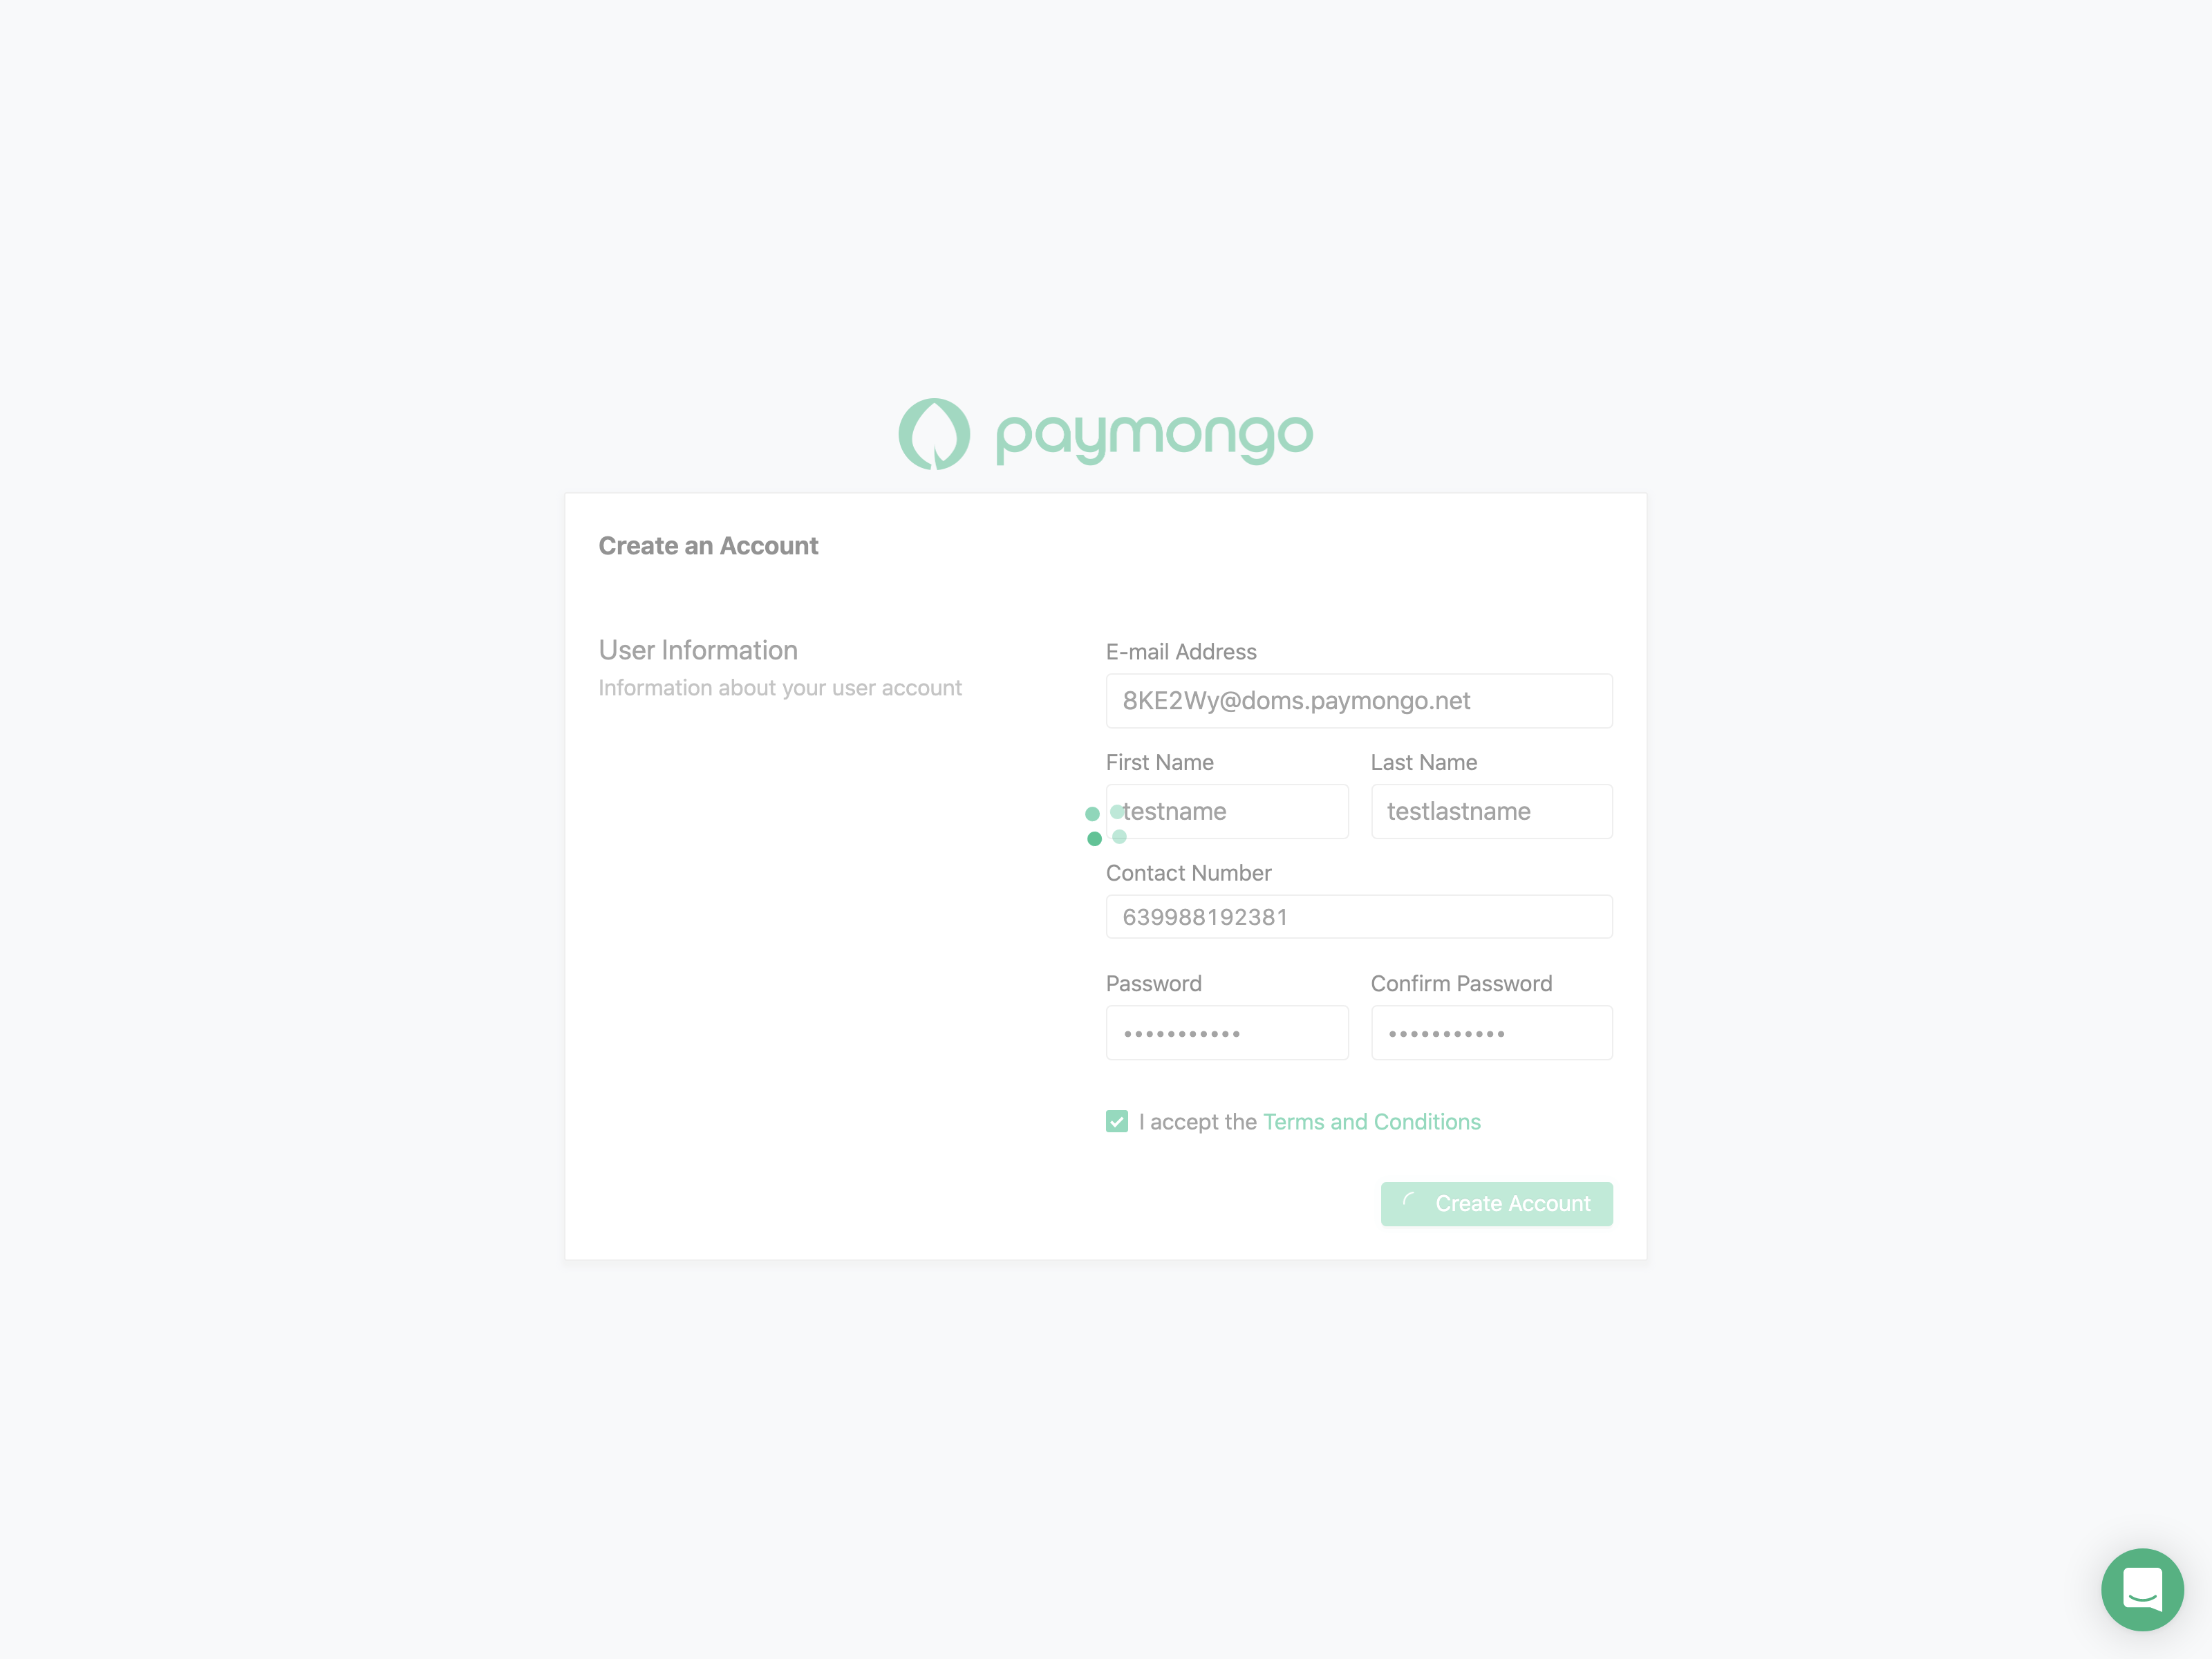 paymongo
Create an Account
User Information
Information about your user account
E-mail Address
8KE2Wy@doms.paymongo.net
First Name
Last Name
testname
testlastname
Contact Number
639988192381
Password
Confirm Password
•••••••••••
•••••••••••
I accept the Terms and Conditions
Create Account